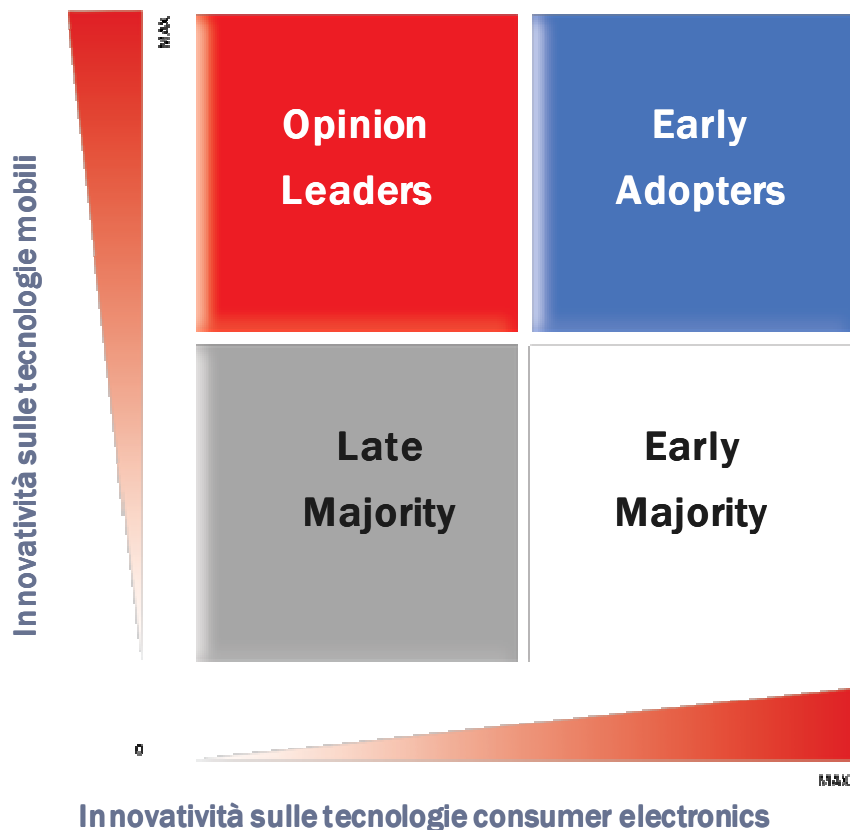 MAX
Opinion
Leaders
Early
Adopters
Innovatività sulle tecnologie mobili
Late
Majority
Early
Majority
0
MAX
Innovatività sulle tecnologie consumer electronics